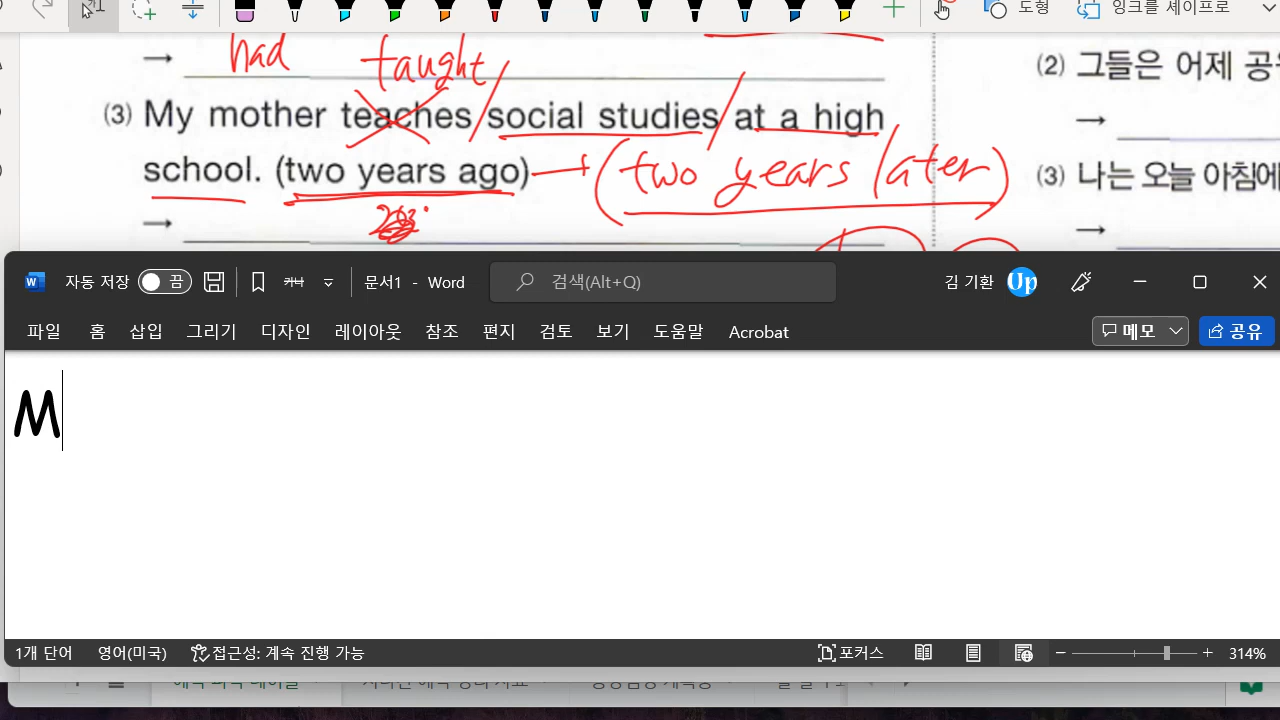 도형
잉크를 셰이프로
→ had taught
(2) 그들은 어제 공
(3) My mother teaches / social studies / at a high
→
school. (two years ago) → (two years later)
(3) 나는 오늘 아침에
→
→
자동 저장 끔 가나 문서1 - Word 검색(Alt+Q) 김 기환 Up
파일 홈 삽입 그리기 디자인 레이아웃 참조 편지 검토 보기 도움말 Acrobat 메모 공유
M
1개 단어 영어(미국) 접근성: 계속 진행 가능 포커스 314%